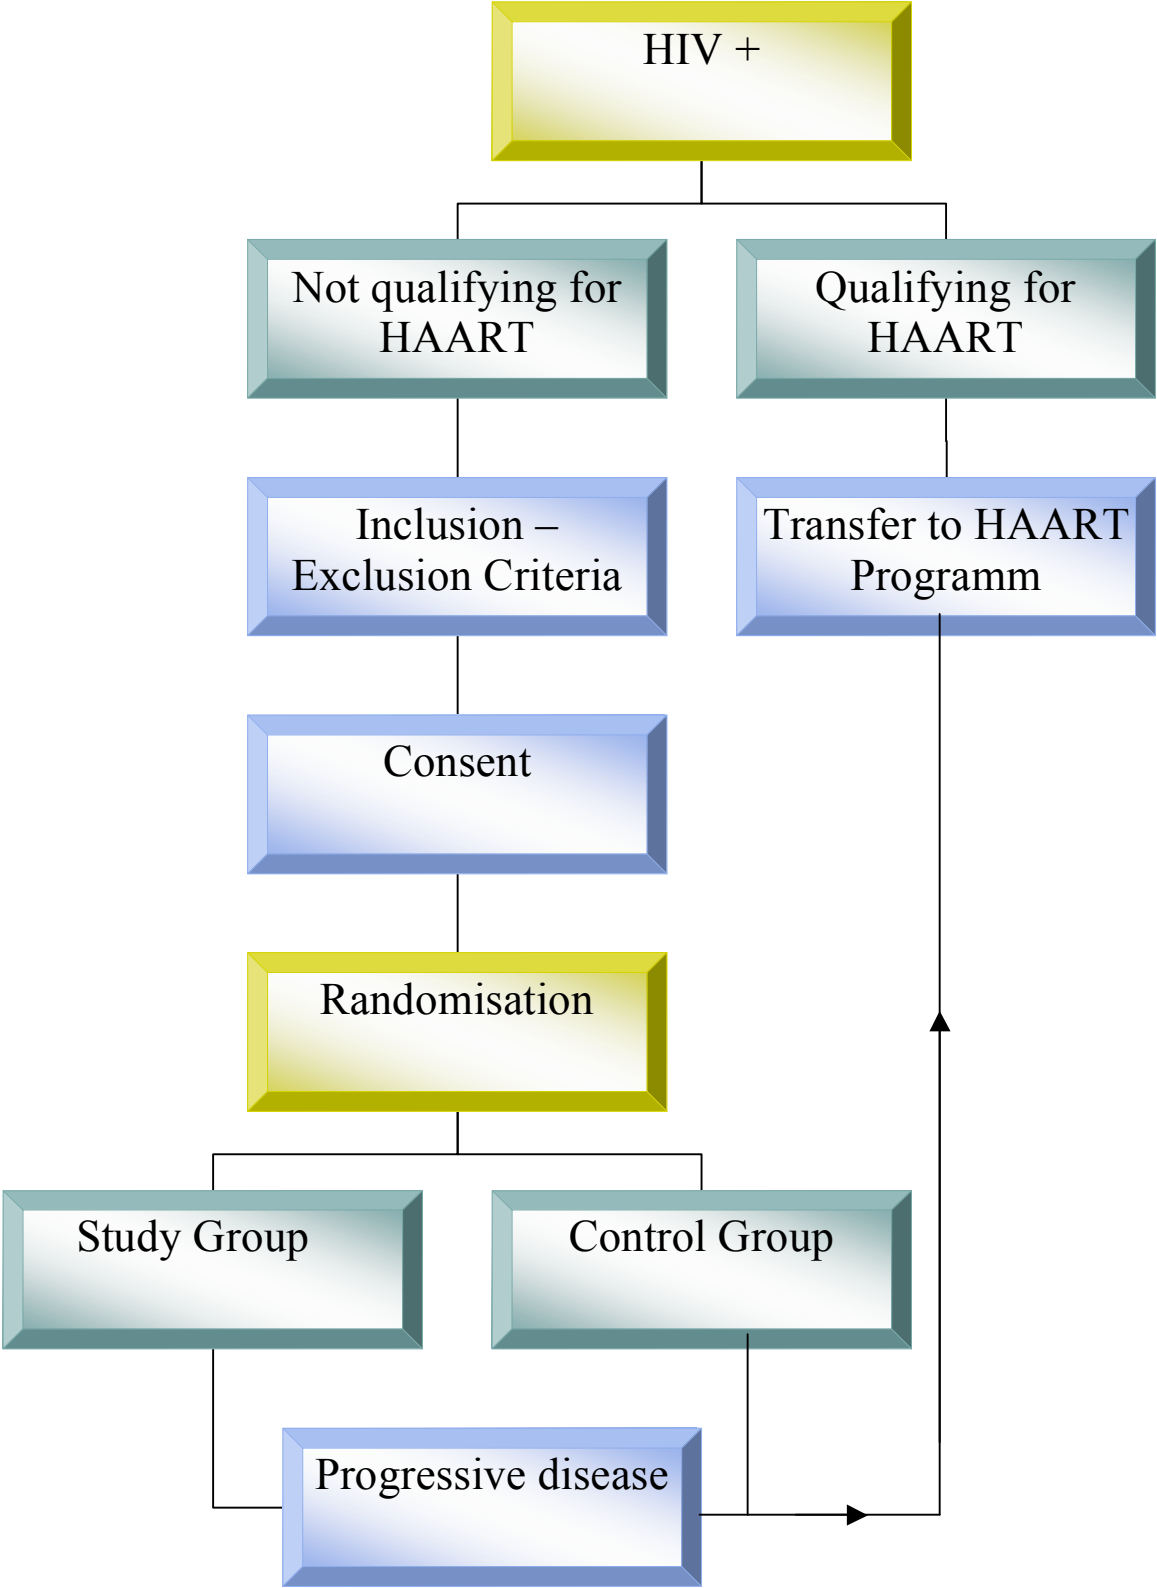 HIV +
Not qualifying for
HAART
Qualifying for
HAART
Inclusion –
Exclusion Criteria
Transfer to HAART
Programm
Consent
Randomisation
Study Group
Control Group
Progressive disease